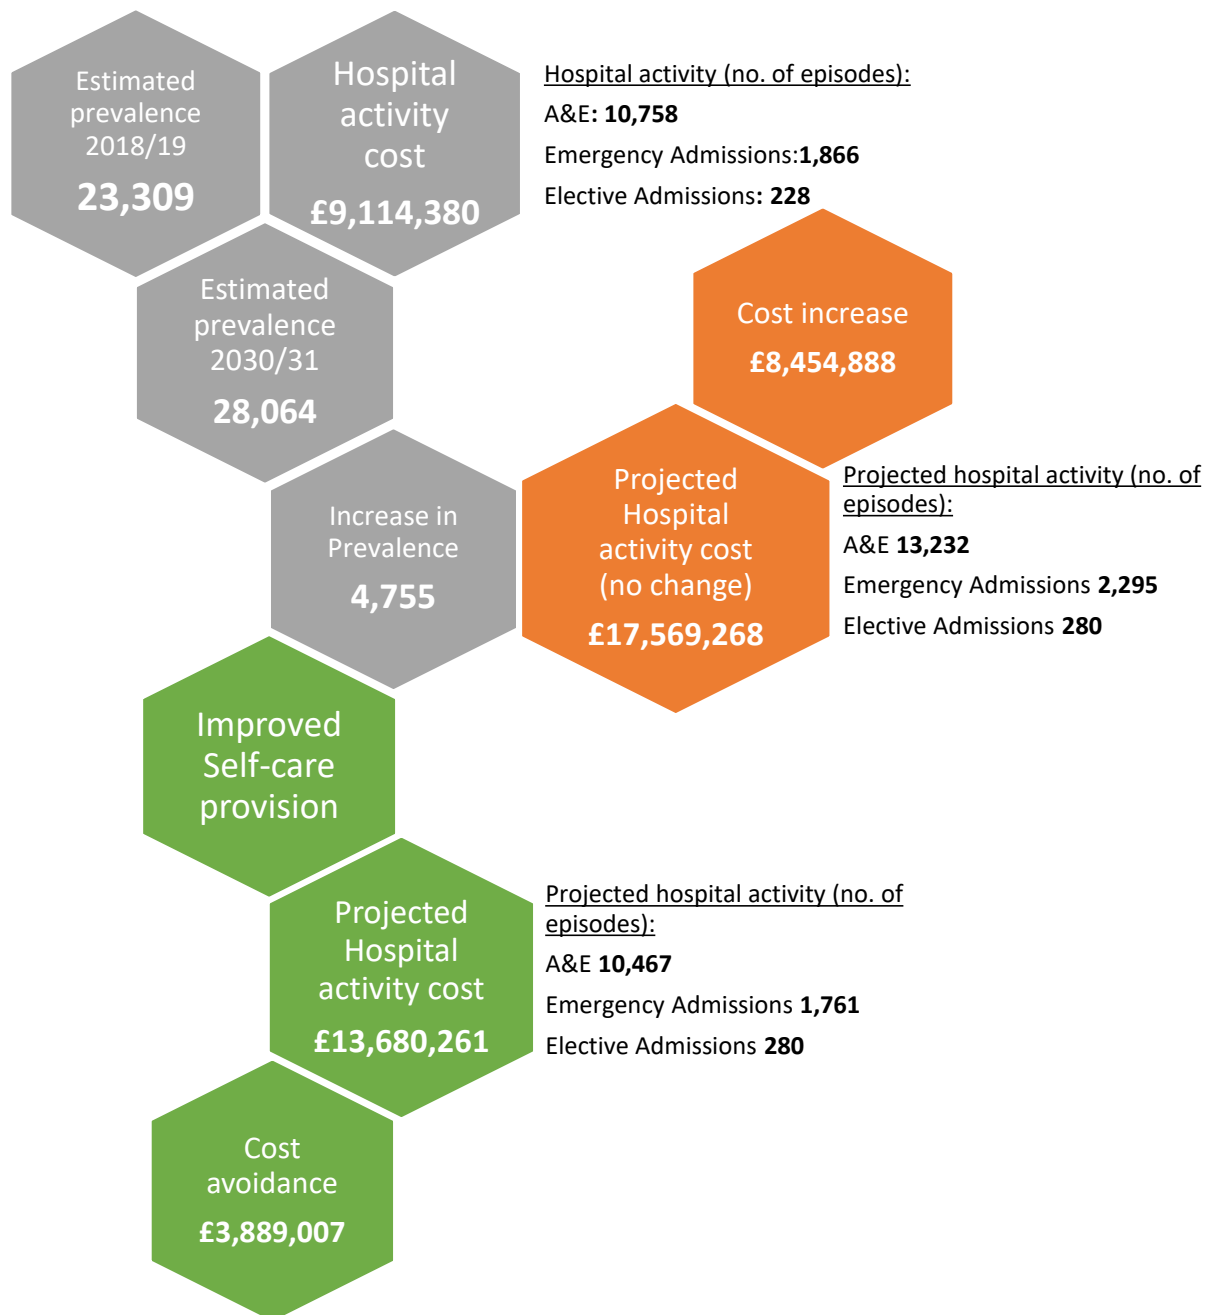 Estimated
prevalence
2018/19
23,309
Hospital
activity
cost
£9,114,380
Hospital activity (no. of episodes):
A&E: 10,758
Emergency Admissions:1,866
Elective Admissions: 228
Estimated
prevalence
2030/31
28,064
Cost increase
£8,454,888
Increase in
Prevalence
4,755
Projected
Hospital
activity cost
(no change)
£17,569,268
Projected hospital activity (no. of
episodes):
A&E 13,232
Emergency Admissions 2,295
Elective Admissions 280
Improved
Self-care
provision
Projected
Hospital
activity cost
£13,680,261
Projected hospital activity (no. of
episodes):
A&E 10,467
Emergency Admissions 1,761
Elective Admissions 280
Cost
avoidance
£3,889,007